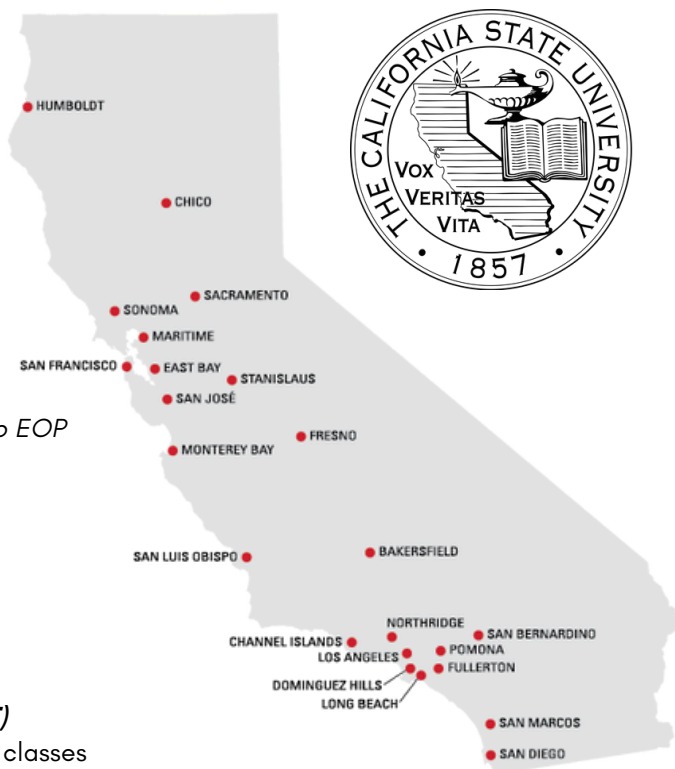 THE CALIFORNIA STATE UNIVERSITY
VOX
VERITAS
VITA
• 1857 •
HUMBOLDT
CHICO
SACRAMENTO
SONOMA
MARITIME
SAN FRANCISCO
EAST BAY
STANISLAUS
SAN JOSÉ
EOP
FRESNO
MONTEREY BAY
SAN LUIS OBISPO
BAKERSFIELD
NORTHRIDGE
SAN BERNARDINO
CHANNEL ISLANDS
POMONA
LOS ANGELES
FULLERTON
DOMINGUEZ HILLS
LONG BEACH
SAN MARCOS
classes
SAN DIEGO